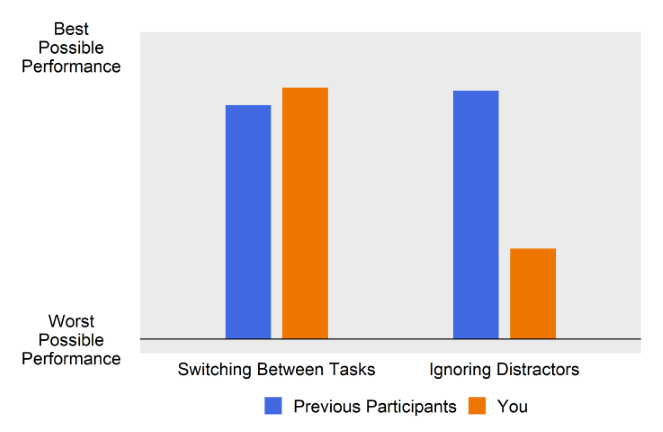 Best
Possible
Performance
Worst
Possible
Performance
Switching Between Tasks
Ignoring Distractors
Previous Participants
You